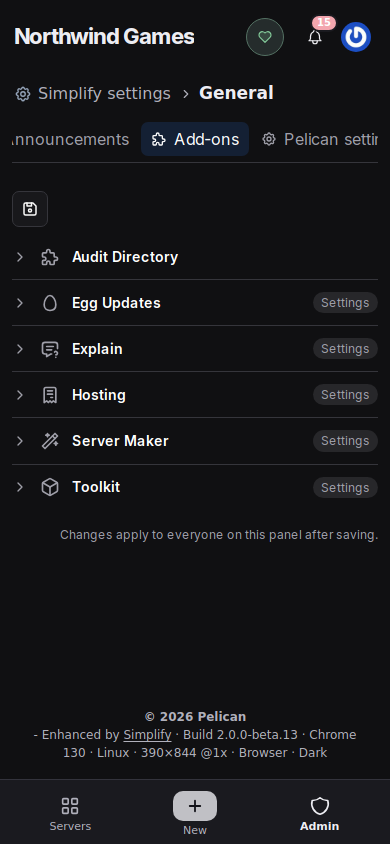 Northwind Games
15
Simplify settings > General
nnouncements
Add-ons
Pelican settin
Audit Directory
Egg Updates
Settings
Explain
Settings
Hosting
Settings
Server Maker
Settings
Toolkit
Settings
Changes apply to everyone on this panel after saving.
© 2026 Pelican
- Enhanced by Simplify · Build 2.0.0-beta.13 · Chrome
130 · Linux · 390×844 @1x · Browser · Dark
Servers
New
Admin